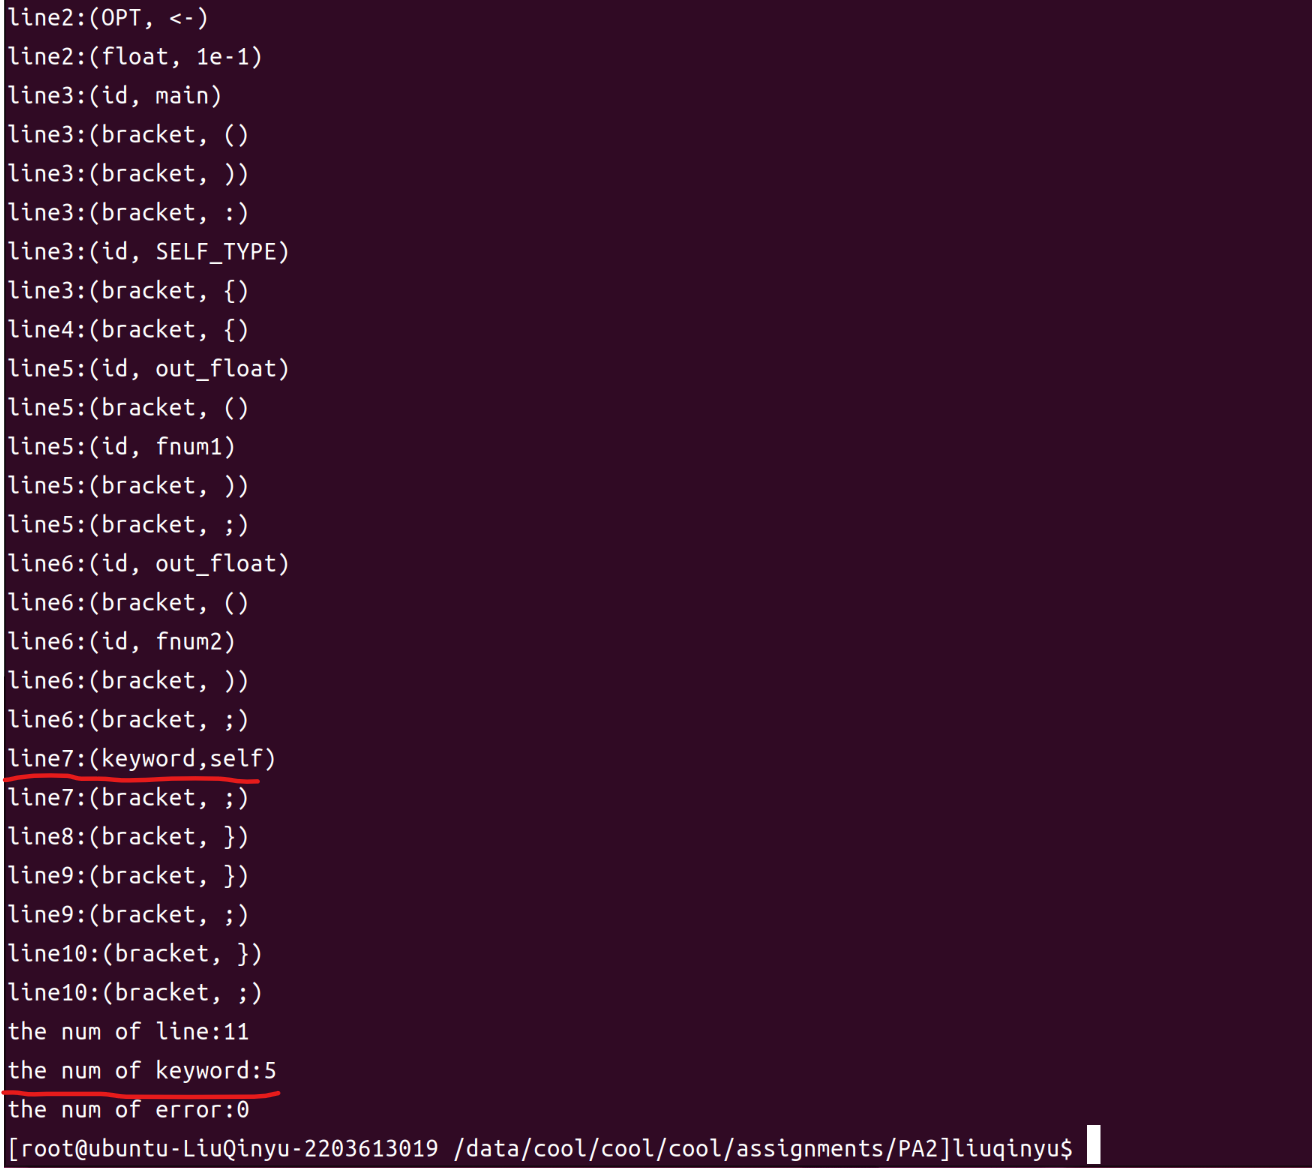 line2:(OPT, <-)
line2:(float, 1e-1)
line3:(id, main)
line3:(bracket, ()
line3:(bracket, ))
line3:(bracket, :)
line3:(id, SELF_TYPE)
line3:(bracket, {)
line4:(bracket, {)
line5:(id, out_float)
line5:(bracket, ()
line5:(id, fnum1)
line5:(bracket, ))
line5:(bracket, ;)
line6:(id, out_float)
line6:(bracket, ()
line6:(id, fnum2)
line6:(bracket, ))
line6:(bracket, ;)
line7:(keyword,self)
line7:(bracket, ;)
line8:(bracket, })
line9:(bracket, })
line9:(bracket, ;)
line10:(bracket, })
line10:(bracket, ;)
the num of line:11
the num of keyword:5
the num of error:0
[root@ubuntu-LiuQinyu-2203613019 /data/cool/cool/cool/assignments/PA2]liuqinyu$